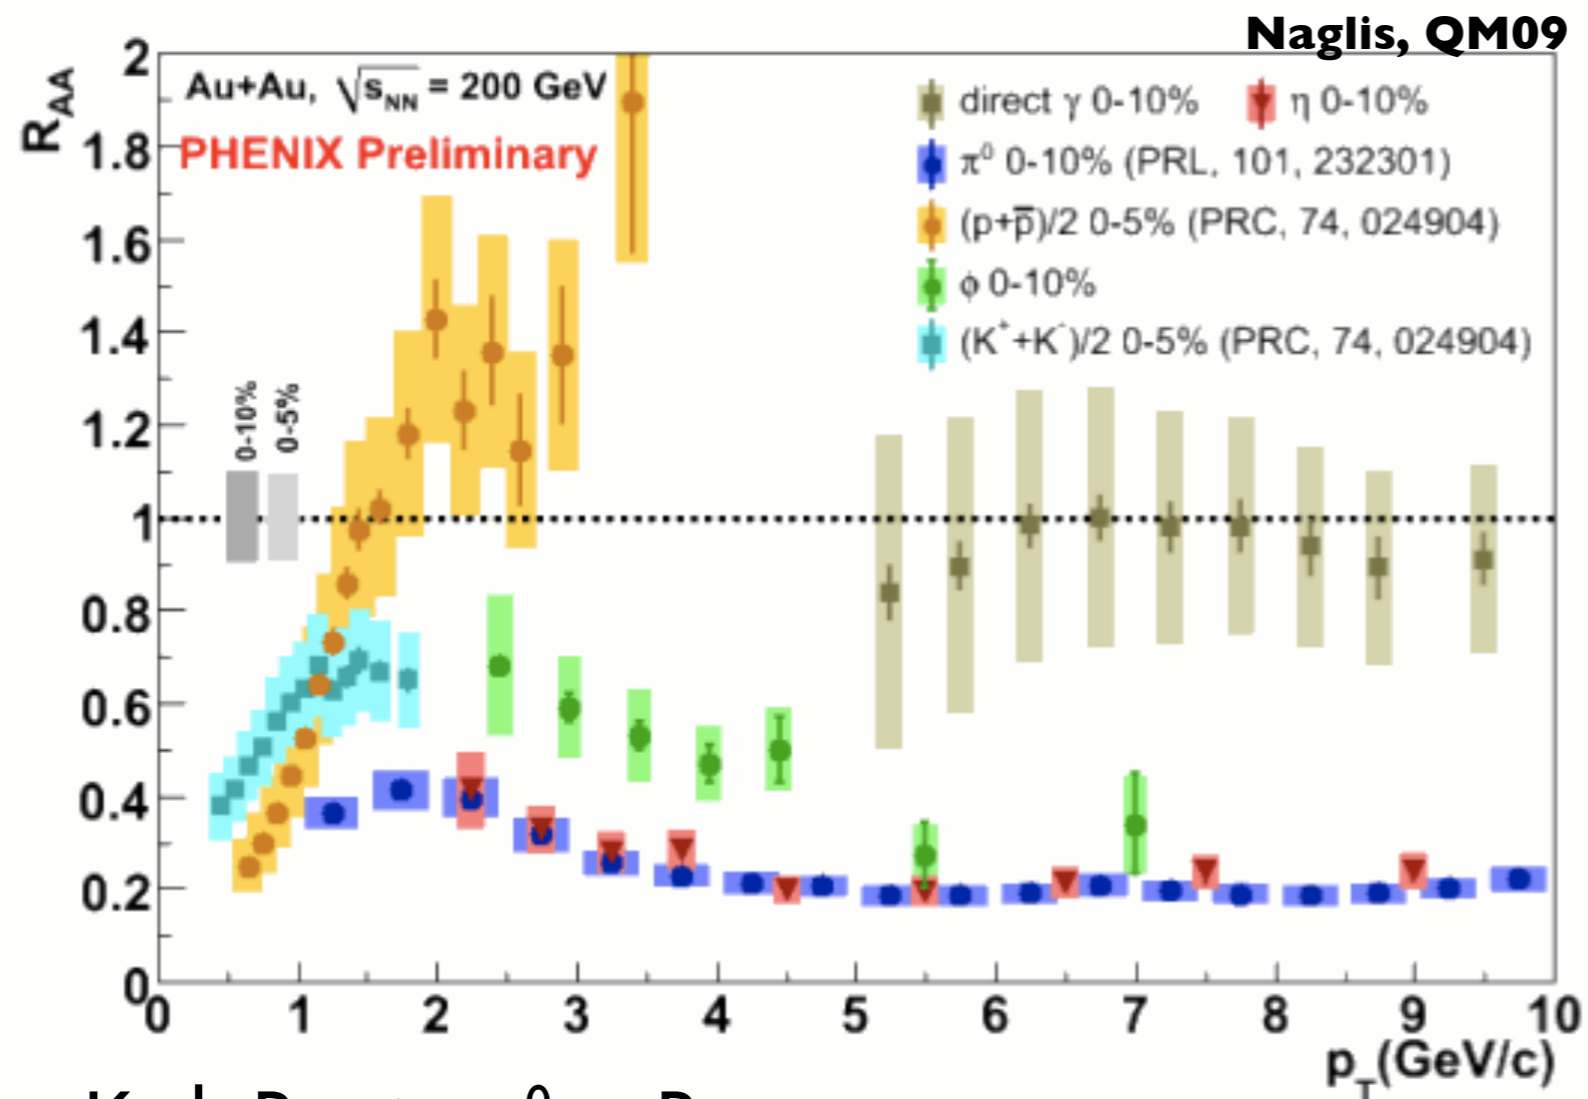 Naglis, QM09
R_AA
Au+Au, √s_NN = 200 GeV
PHENIX Preliminary
direct γ 0-10%
η 0-10%
π⁰ 0-10% (PRL, 101, 232301)
(p+p̅)/2 0-5% (PRC, 74, 024904)
ϕ 0-10%
(K⁺+K⁻)/2 0-5% (PRC, 74, 024904)
0-10%
0-5%
2
1.8
1.6
1.4
1.2
1
0.8
0.6
0.4
0.2
0
0 1 2 3 4 5 6 7 8 9 10
p_T(GeV/c)